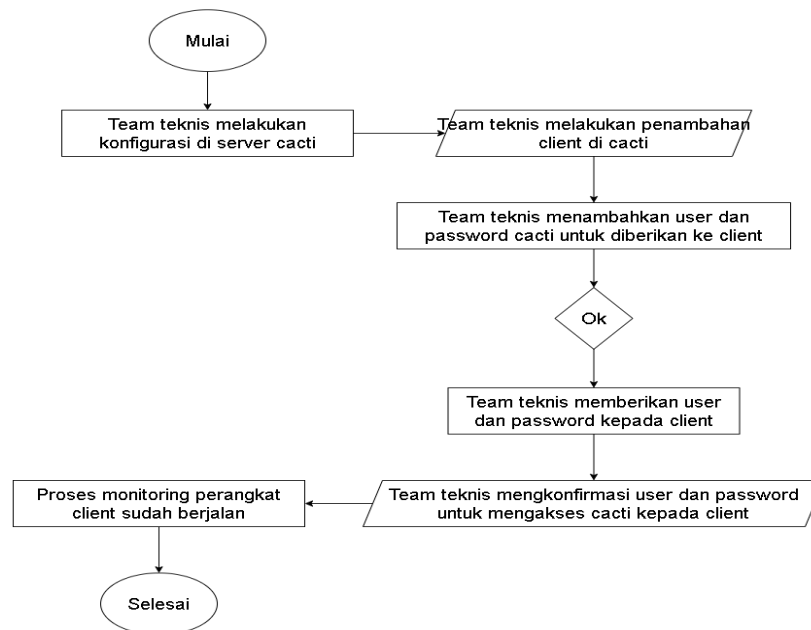 Mulai
Team teknis melakukan
konfigurasi di server cacti
Team teknis melakukan penambahan
client di cacti
Team teknis menambahkan user dan
password cacti untuk diberikan ke client
Ok
Team teknis memberikan user
dan password kepada client
Team teknis mengkonfirmasi user dan password
untuk mengakses cacti kepada client
Proses monitoring perangkat
client sudah berjalan
Selesai